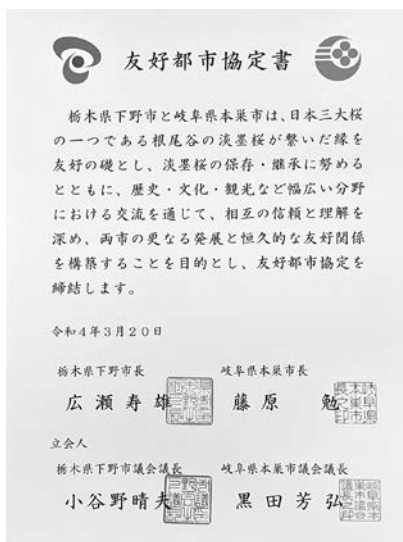 友好都市協定書
栃木県下野市と岐阜県本巣市は、日本三大桜
の一つである根尾谷の淡墨桜が繋いだ縁を
友好の礎とし、淡墨桜の保存・継承に努める
とともに、歴史・文化・観光など幅広い分野
における交流を通じて、相互の信頼と理解を
深め、両市の更なる発展と恒久的な友好関係
を構築することを目的とし、友好都市協定を
締結します。
令和4年3月20日
栃木県下野市長 岐阜県本巣市長
広瀬寿雄 藤原 勉
立会人
栃木県下野市議会議長 岐阜県本巣市議会議長
小谷野晴夫 黒田芳弘